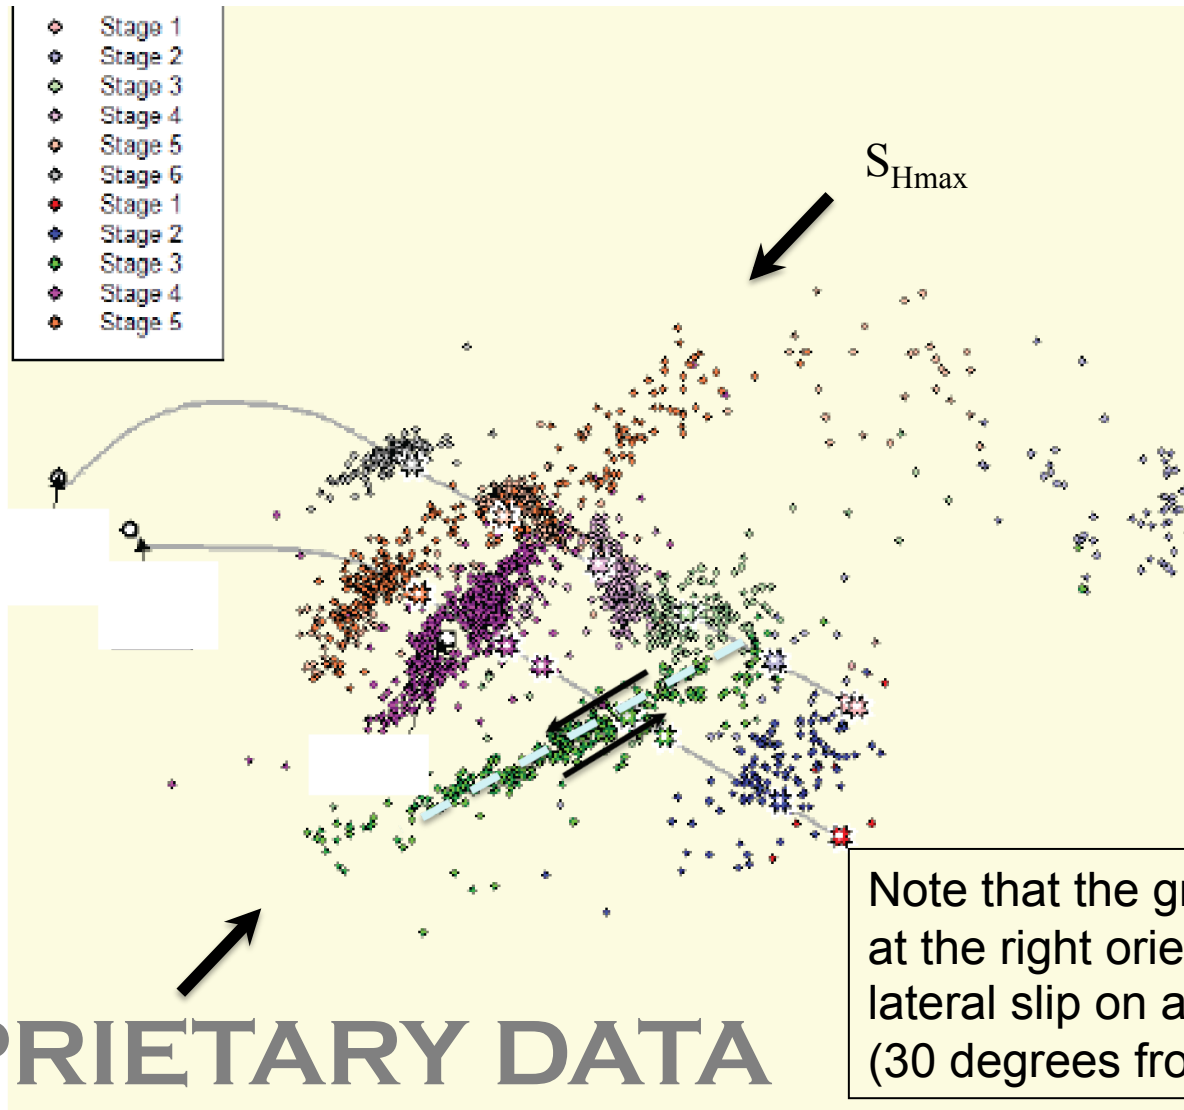 Stage 1
Stage 2
Stage 3
Stage 4
Stage 5
Stage 6
Stage 1
Stage 2
Stage 3
Stage 4
Stage 5
SHmax
Note that the gr
at the right orie
lateral slip on a
(30 degrees fro
PRIETARY DATA